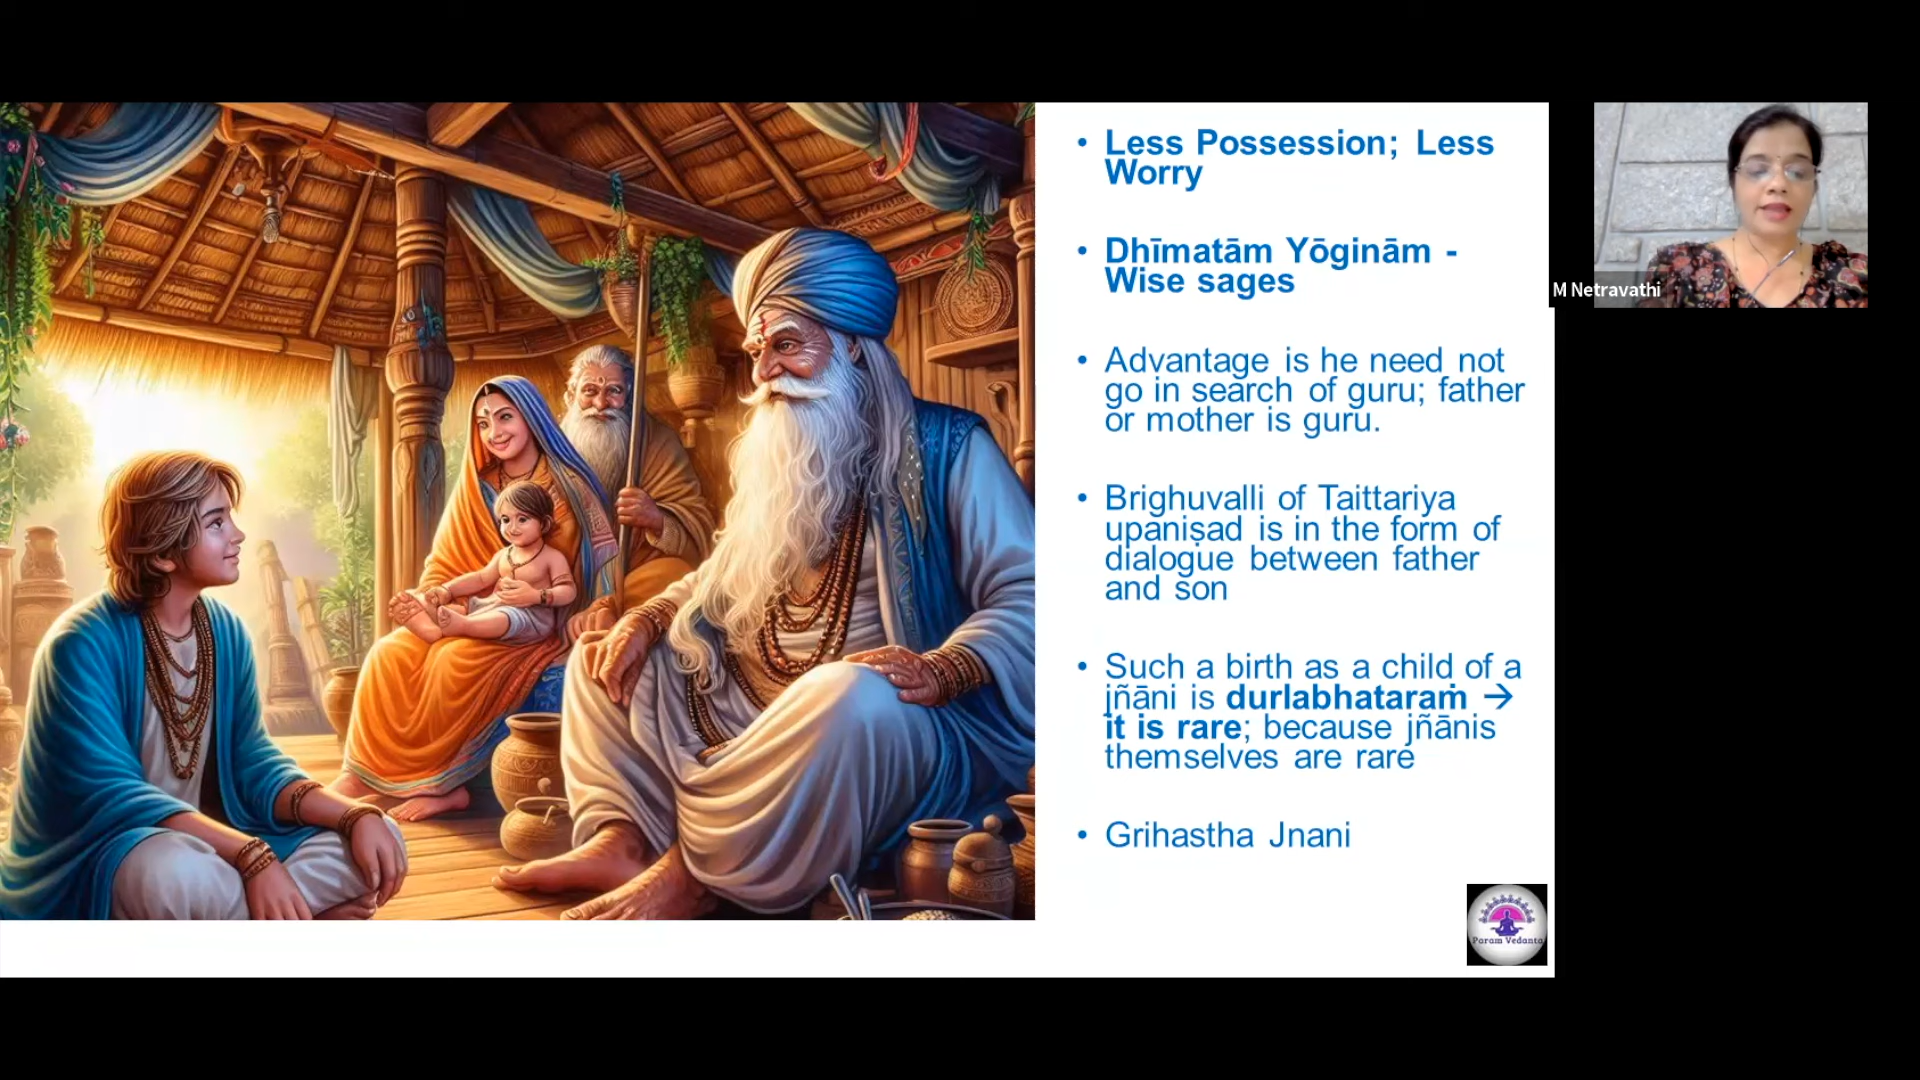 • Less Possession; Less
Worry
• Dhīmatām Yōginām -
Wise sages
• Advantage is he need not
go in search of guru; father
or mother is guru.
• Brighuvalli of Taittariya
upaniṣad is in the form of
dialogue between father
and son
• Such a birth as a child of a
jñāni is durlabhataraṁ →
it is rare; because jñānis
themselves are rare
• Grihastha Jnani
Param Vedanta
M Netravathi